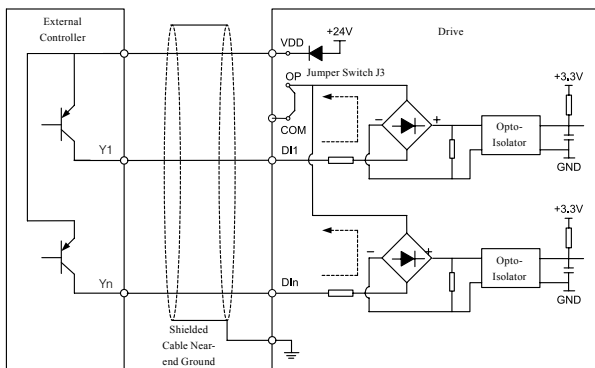 External
Controller
Drive
+24V
VDD
Jumper Switch J3
OP
COM
+3.3V
Opto-
Isolator
GND
Y1
DI1
+3.3V
Opto-
Isolator
GND
Yn
DIn
Shielded
Cable Near-
end Ground
− +
− +